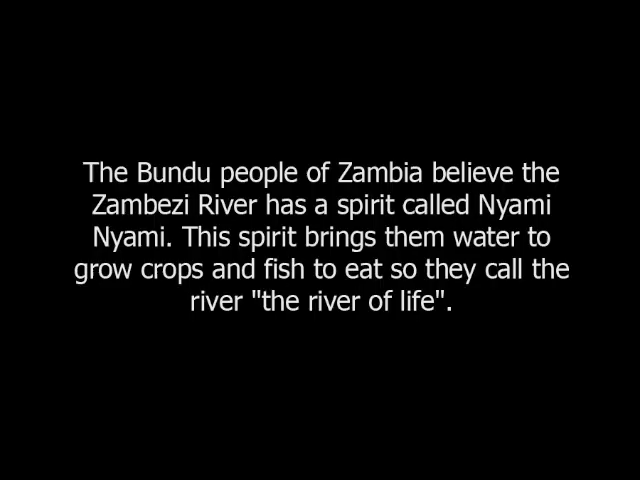 The Bundu people of Zambia believe the
Zambezi River has a spirit called Nyami
Nyami. This spirit brings them water to
grow crops and fish to eat so they call the
river "the river of life".